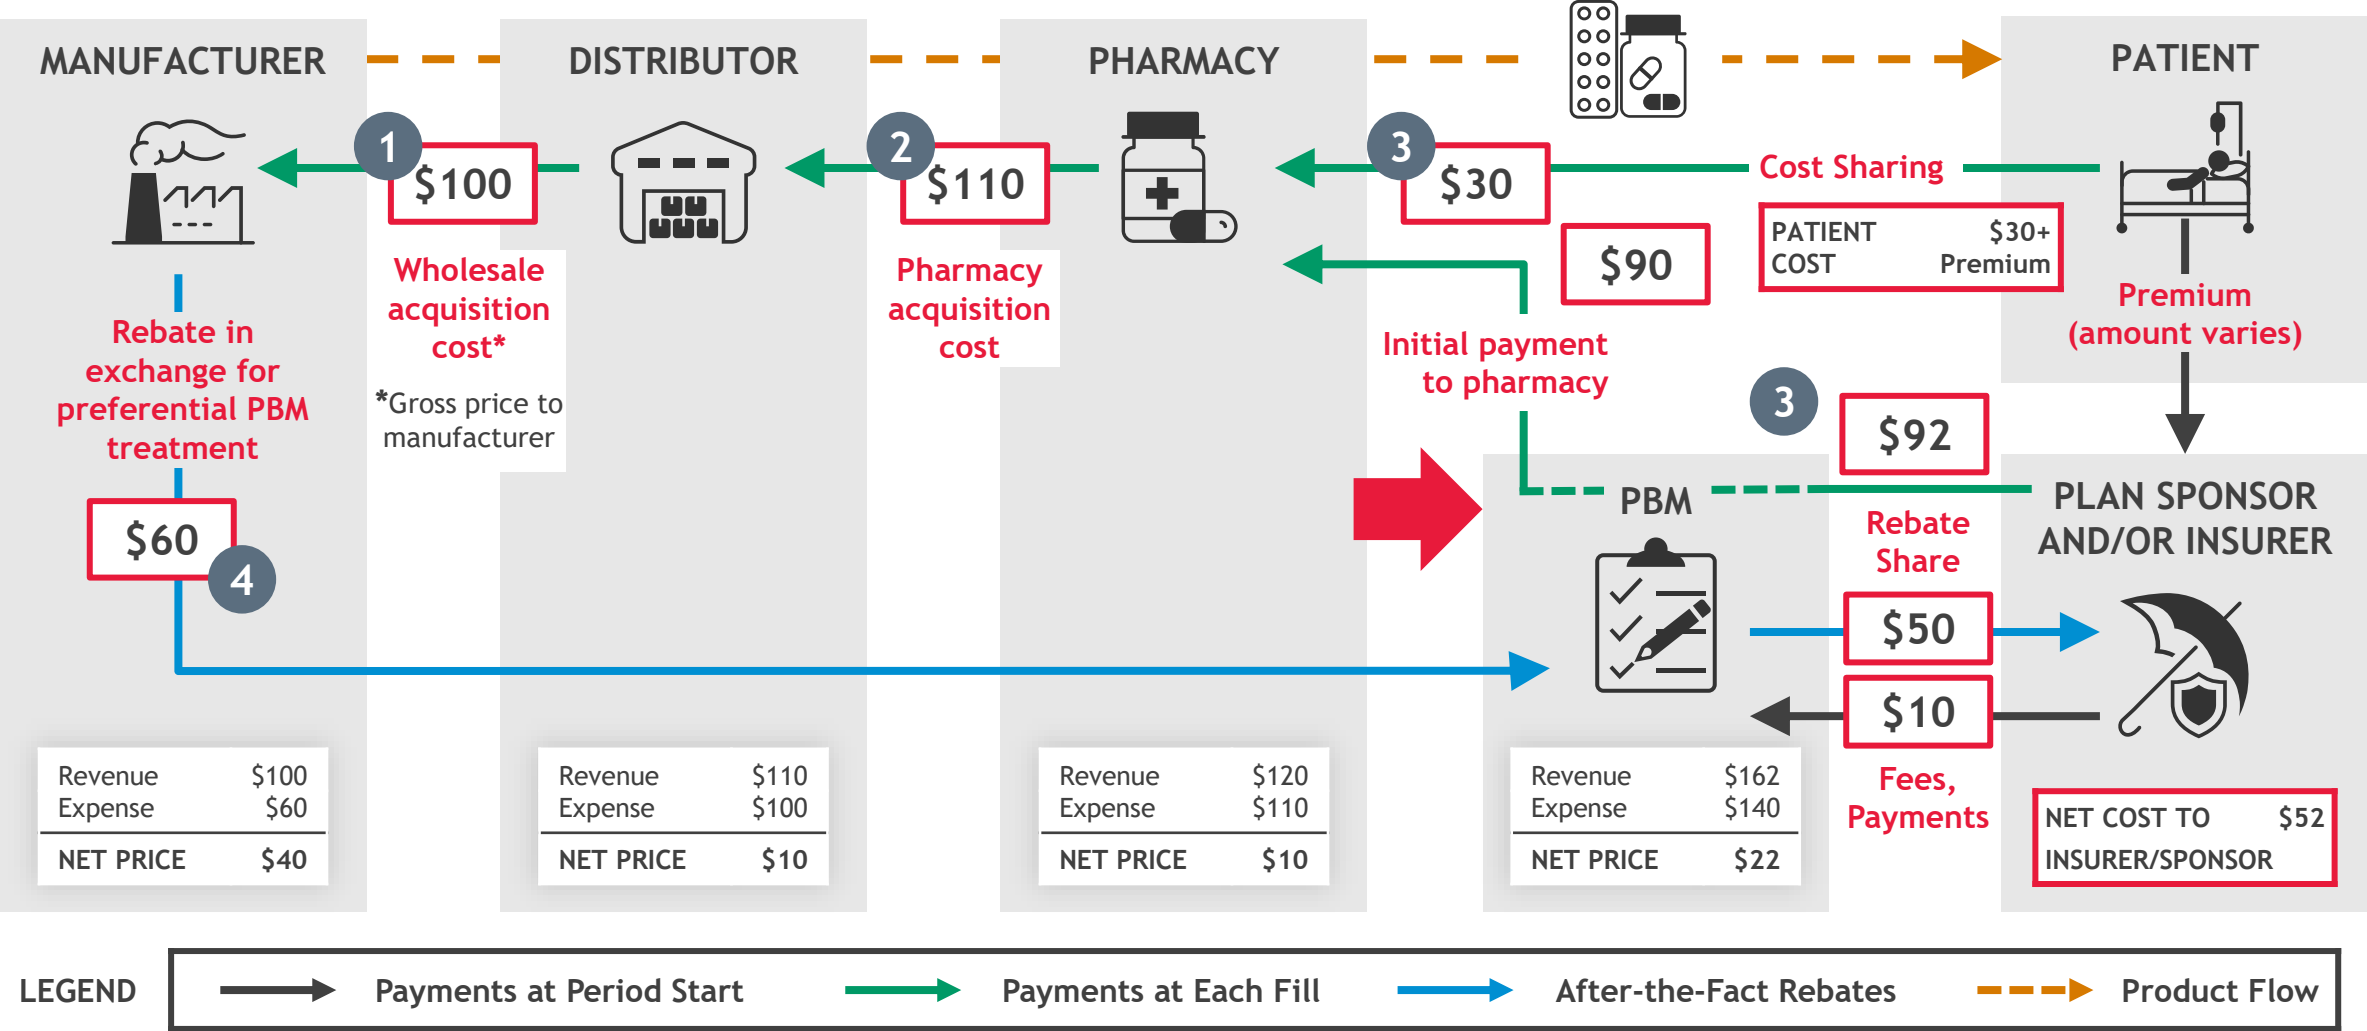 MANUFACTURER
DISTRIBUTOR
PHARMACY
PATIENT
1
$100
2
$110
3
$30
Cost Sharing
$90
PATIENT $30+
COST Premium
Wholesale
acquisition
cost*
*Gross price to
manufacturer
Pharmacy
acquisition
cost
Premium
(amount varies)
Rebate in
exchange for
preferential PBM
treatment
Initial payment
to pharmacy
3
$92
$60
4
PBM
PLAN SPONSOR
AND/OR INSURER
Rebate
Share
$50
$10
Fees,
Payments
Revenue $100
Expense $60
NET PRICE $40
Revenue $110
Expense $100
NET PRICE $10
Revenue $120
Expense $110
NET PRICE $10
Revenue $162
Expense $140
NET PRICE $22
NET COST TO $52
INSURER/SPONSOR
LEGEND
Payments at Period Start
Payments at Each Fill
After-the-Fact Rebates
Product Flow